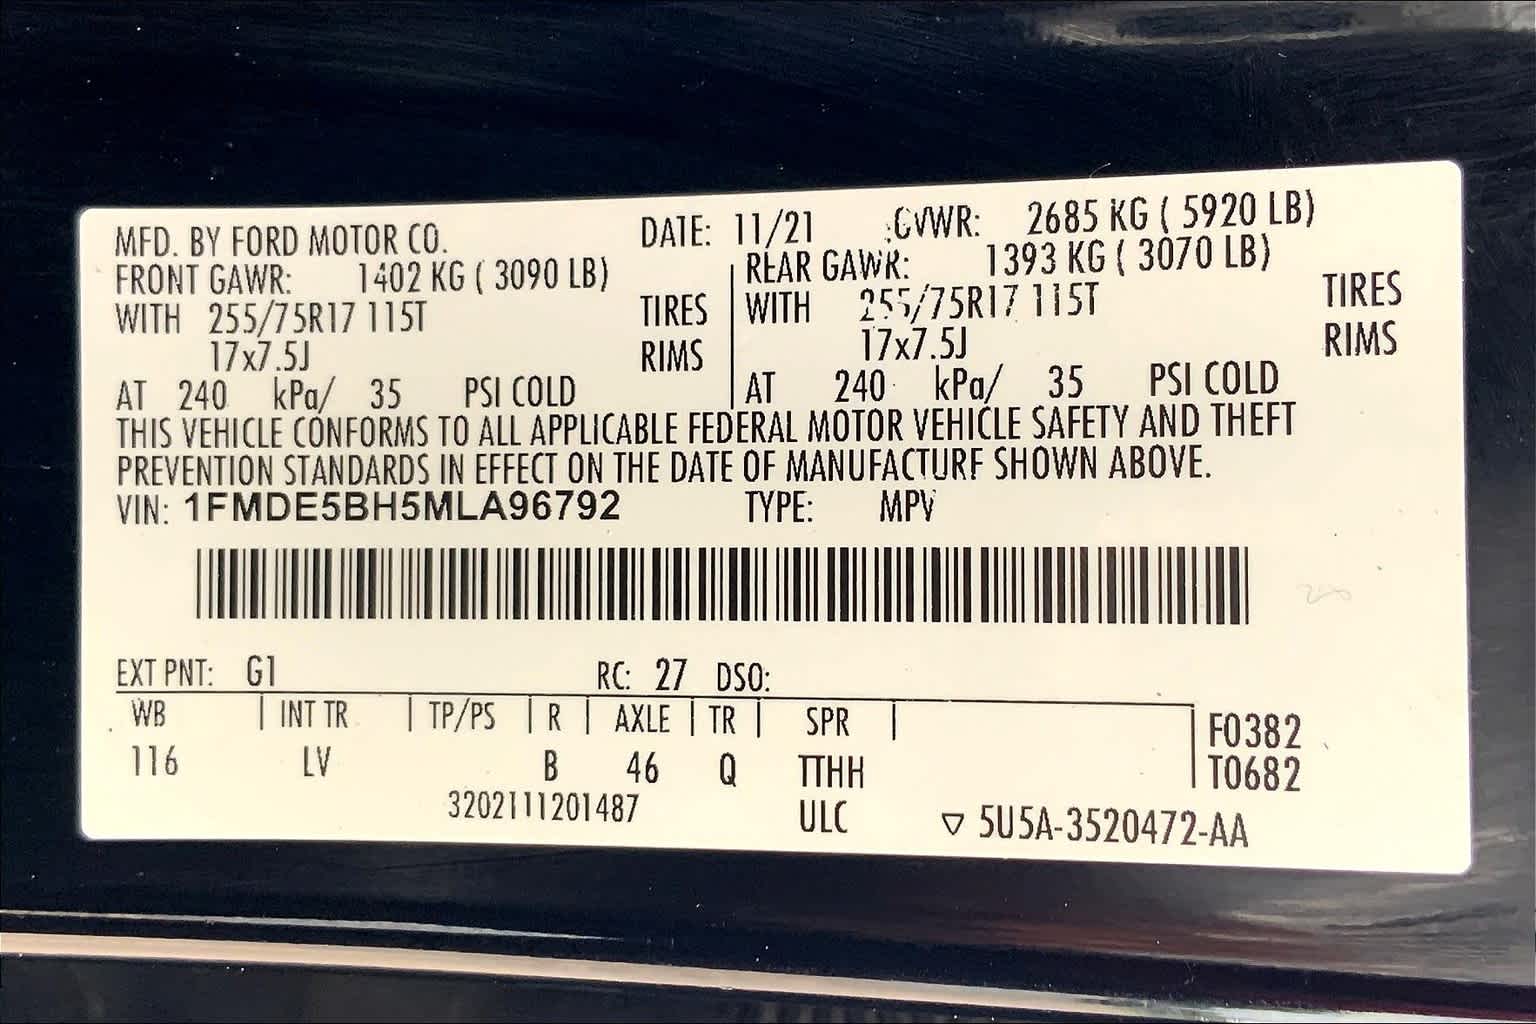 MFD. BY FORD MOTOR CO. DATE: 11/21 GVWR: 2685 KG ( 5920 LB)
FRONT GAWR: 1402 KG ( 3090 LB) REAR GAWR: 1393 KG ( 3070 LB)
WITH 255/75R17 115T TIRES WITH 255/75R17 115T TIRES
17x7.5J RIMS 17x7.5J RIMS
AT 240 kPa/ 35 PSI COLD AT 240 kPa/ 35 PSI COLD
THIS VEHICLE CONFORMS TO ALL APPLICABLE FEDERAL MOTOR VEHICLE SAFETY AND THEFT
PREVENTION STANDARDS IN EFFECT ON THE DATE OF MANUFACTURE SHOWN ABOVE.
VIN: 1FMDE5BH5MLA96792 TYPE: MPV
EXT PNT: G1 RC: 27 DSO:
WB | INT TR | TP/PS | R | AXLE | TR | SPR | F0382
116 LV B 46 Q TTHH T0682
3202111201487 ULC ▽ 5U5A-3520472-AA